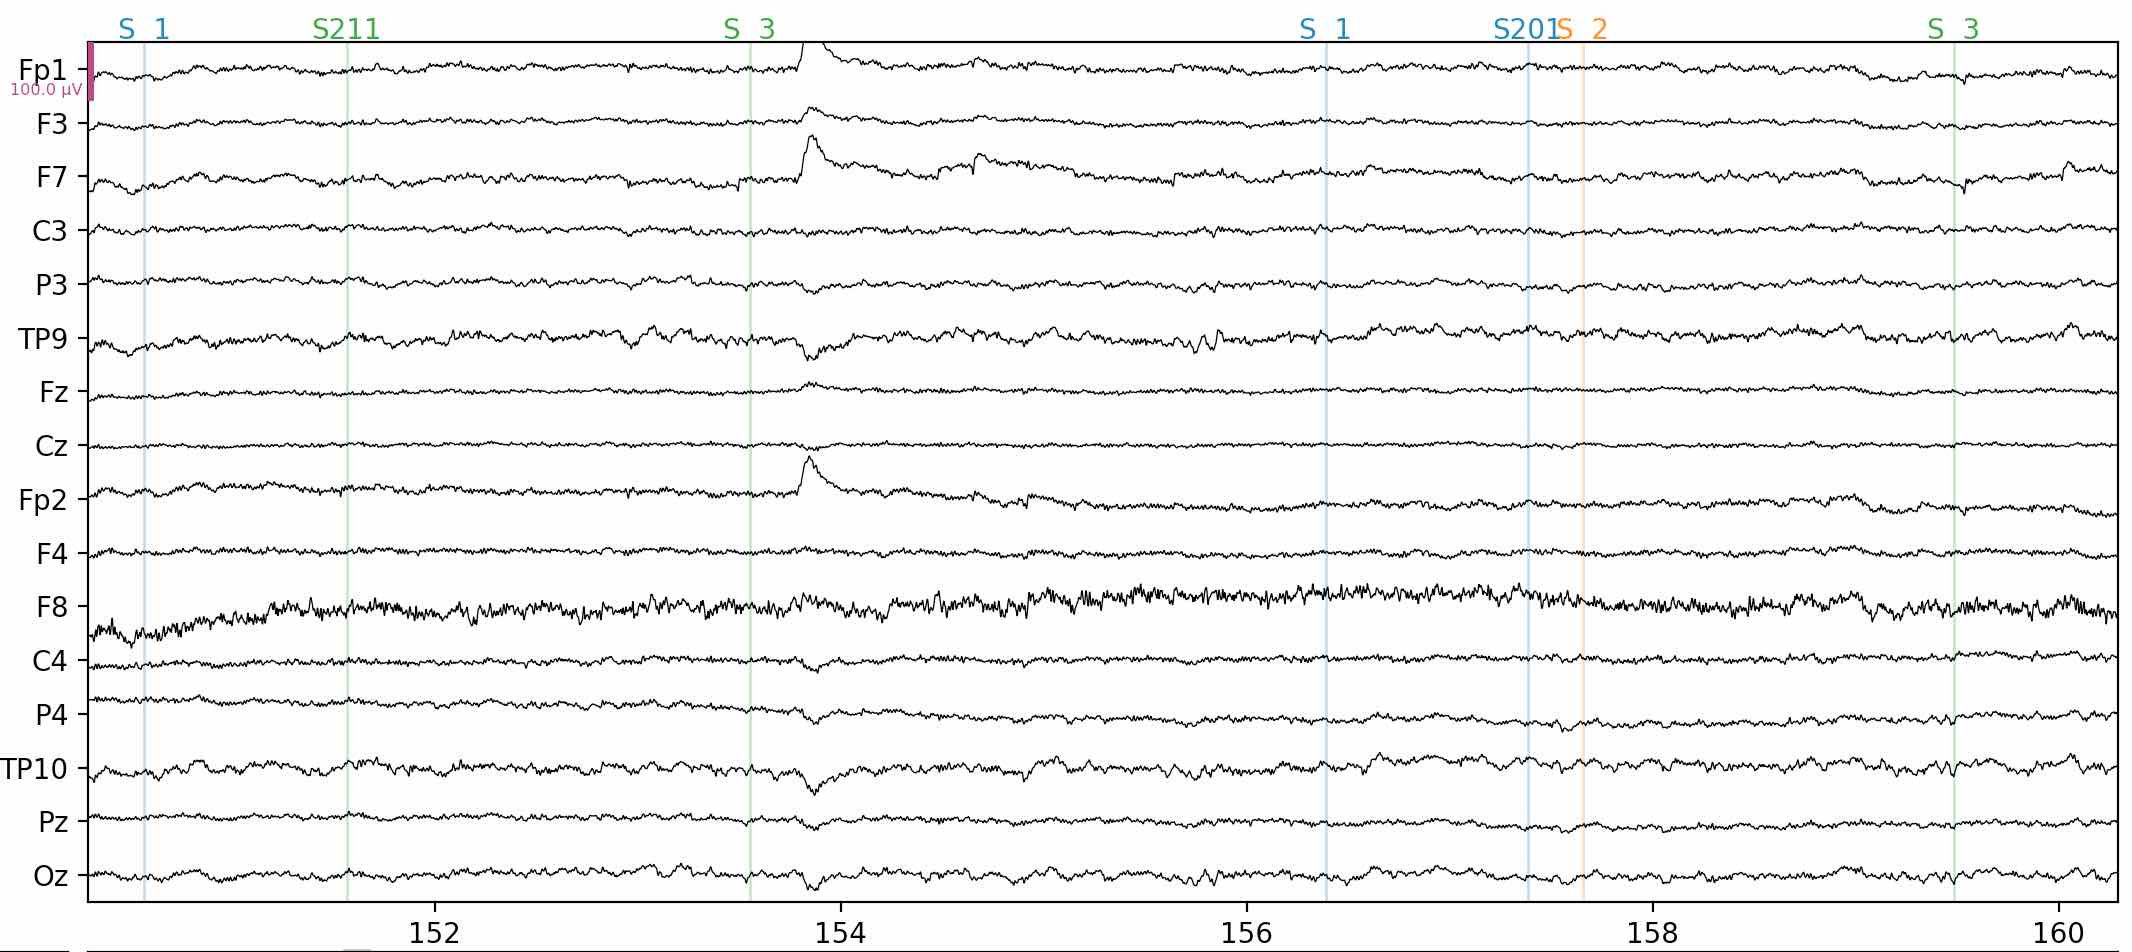 S  1 S211 S  3 S  1 S201 S  2 S  3
Fp1
100.0 µV
F3
F7
C3
P3
TP9
Fz
Cz
Fp2
F4
F8
C4
P4
TP10
Pz
Oz
152 154 156 158 160